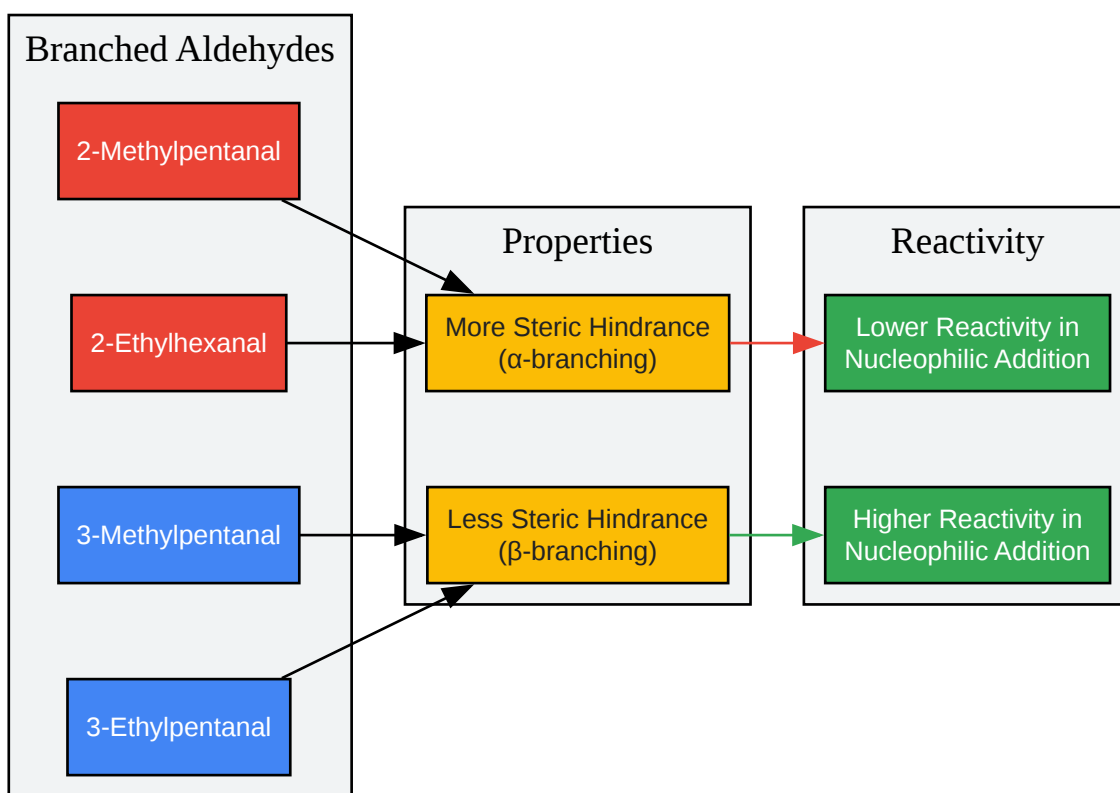 Branched Aldehydes
2-Methylpentanal
2-Ethylhexanal
3-Methylpentanal
3-Ethylpentanal
Properties
More Steric Hindrance
(α-branching)
Less Steric Hindrance
(β-branching)
Reactivity
Lower Reactivity in
Nucleophilic Addition
Higher Reactivity in
Nucleophilic Addition